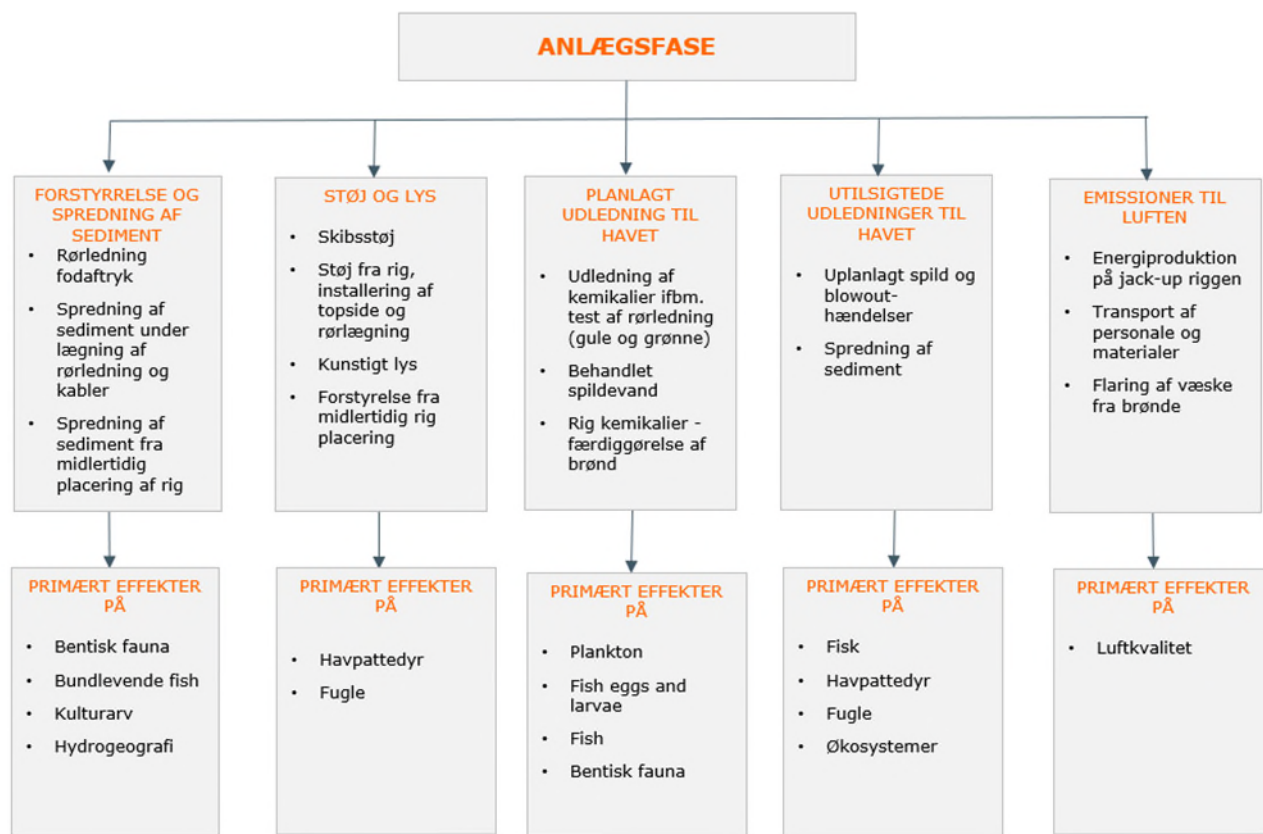 ANLÆGSFASE
FORSTYRRELSE OG
SPREDNING AF
SEDIMENT
• Rørledning
fodaftryk
• Spredning af
sediment under
lægning af
rørledning og
kabler
• Spredning af
sediment fra
midlertidig
placering af rig
STØJ OG LYS
• Skibsstøj
• Støj fra rig,
installering af
topside og
rørlægning
• Kunstigt lys
• Forstyrelse fra
midlertidig rig
placering
PLANLAGT
UDLEDNING TIL
HAVET
• Udledning af
kemikalier ifbm.
test af rørledning
(gule og grønne)
• Behandlet
spildevand
• Rig kemikalier -
færdiggørelse af
brønd
UTILSIGTEDE
UDLEDNINGER TIL
HAVET
• Uplanlagt spild og
blowout-
hændelser
• Spredning af
sediment
EMISSIONER TIL
LUFTEN
• Energiproduktion
på jack-up riggen
• Transport af
personale og
materialer
• Flaring af væske
fra brønde
PRIMÆRT EFFEKTER
PÅ
• Bentisk fauna
• Bundlevende fish
• Kulturarv
• Hydrogeografi
PRIMÆRT EFFEKTER
PÅ
• Havpattedyr
• Fugle
PRIMÆRT EFFEKTER
PÅ
• Plankton
• Fish eggs and
larvae
• Fish
• Bentisk fauna
PRIMÆRT EFFEKTER
PÅ
• Fisk
• Havpattedyr
• Fugle
• Økosystemer
PRIMÆRT EFFEKTER
PÅ
• Luftkvalitet